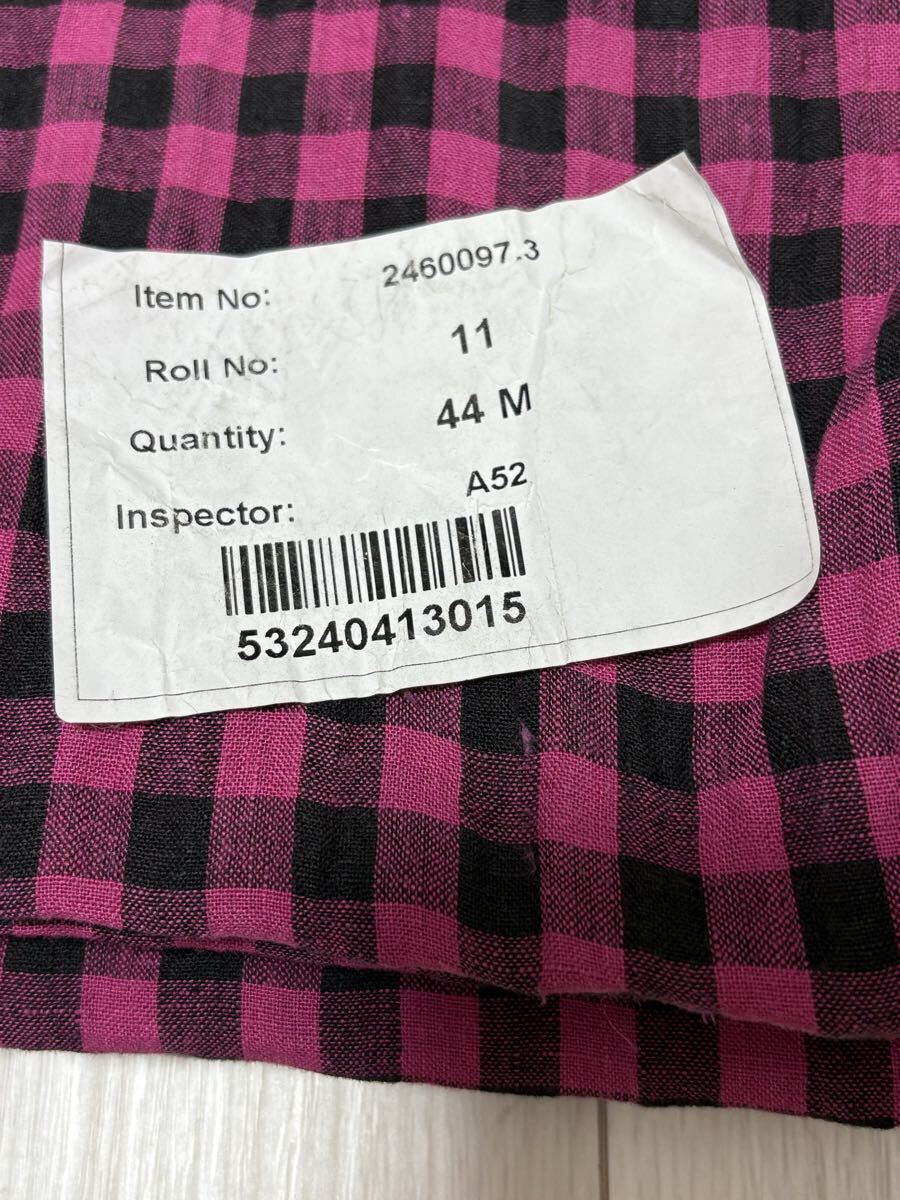 Item No: 2460097.3
Roll No: 11
Quantity: 44 M
Inspector: A52
53240413015